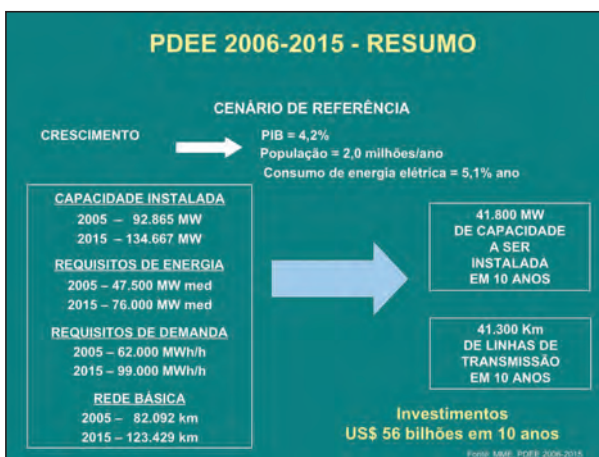 PDEE 2006-2015 - RESUMO
CENÁRIO DE REFERÊNCIA
CRESCIMENTO
PIB = 4,2%
População = 2,0 milhões/ano
Consumo de energia elétrica = 5,1% ano
CAPACIDADE INSTALADA
2005 – 92.865 MW
2015 – 134.667 MW
REQUISITOS DE ENERGIA
2005 – 47.500 MW med
2015 – 76.000 MW med
REQUISITOS DE DEMANDA
2005 – 62.000 MWh/h
2015 – 99.000 MWh/h
REDE BÁSICA
2005 – 82.092 km
2015 – 123.429 km
41.800 MW
DE CAPACIDADE
A SER
INSTALADA
EM 10 ANOS
41.300 Km
DE LINHAS DE
TRANSMISSÃO
EM 10 ANOS
Investimentos
US$ 56 bilhões em 10 anos
Fonte: MME, PDEE 2006-2015